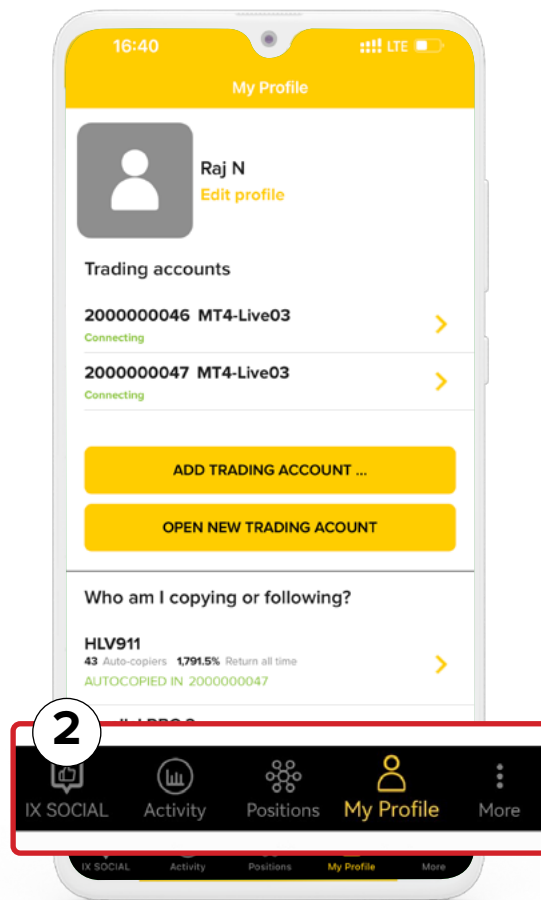 16:40
LTE
My Profile
Raj N
Edit profile
Trading accounts
2000000046 MT4-Live03
Connecting
2000000047 MT4-Live03
Connecting
ADD TRADING ACCOUNT ...
OPEN NEW TRADING ACOUNT
Who am I copying or following?
HLV911
43 Auto-copiers 1,791.5% Return all time
AUTOCOPIED IN 2000000047
2
IX SOCIAL Activity Positions My Profile More
IX SOCIAL Activity Positions My Profile More